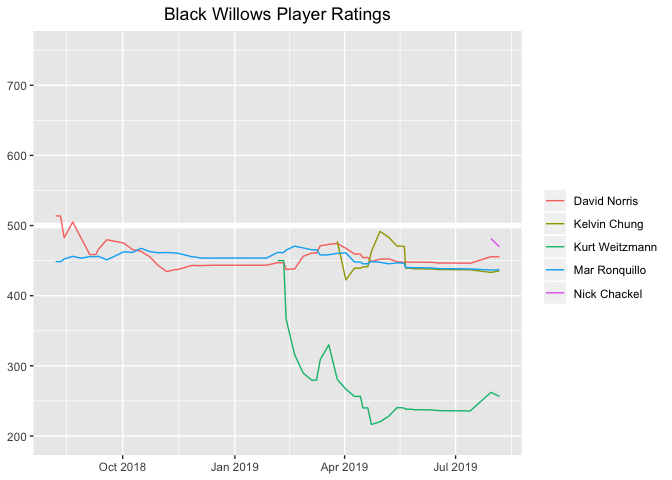 Black Willows Player Ratings
700
600
500
400
300
200
Oct 2018
Jan 2019
Apr 2019
Jul 2019
David Norris
Kelvin Chung
Kurt Weitzmann
Mar Ronquillo
Nick Chackel